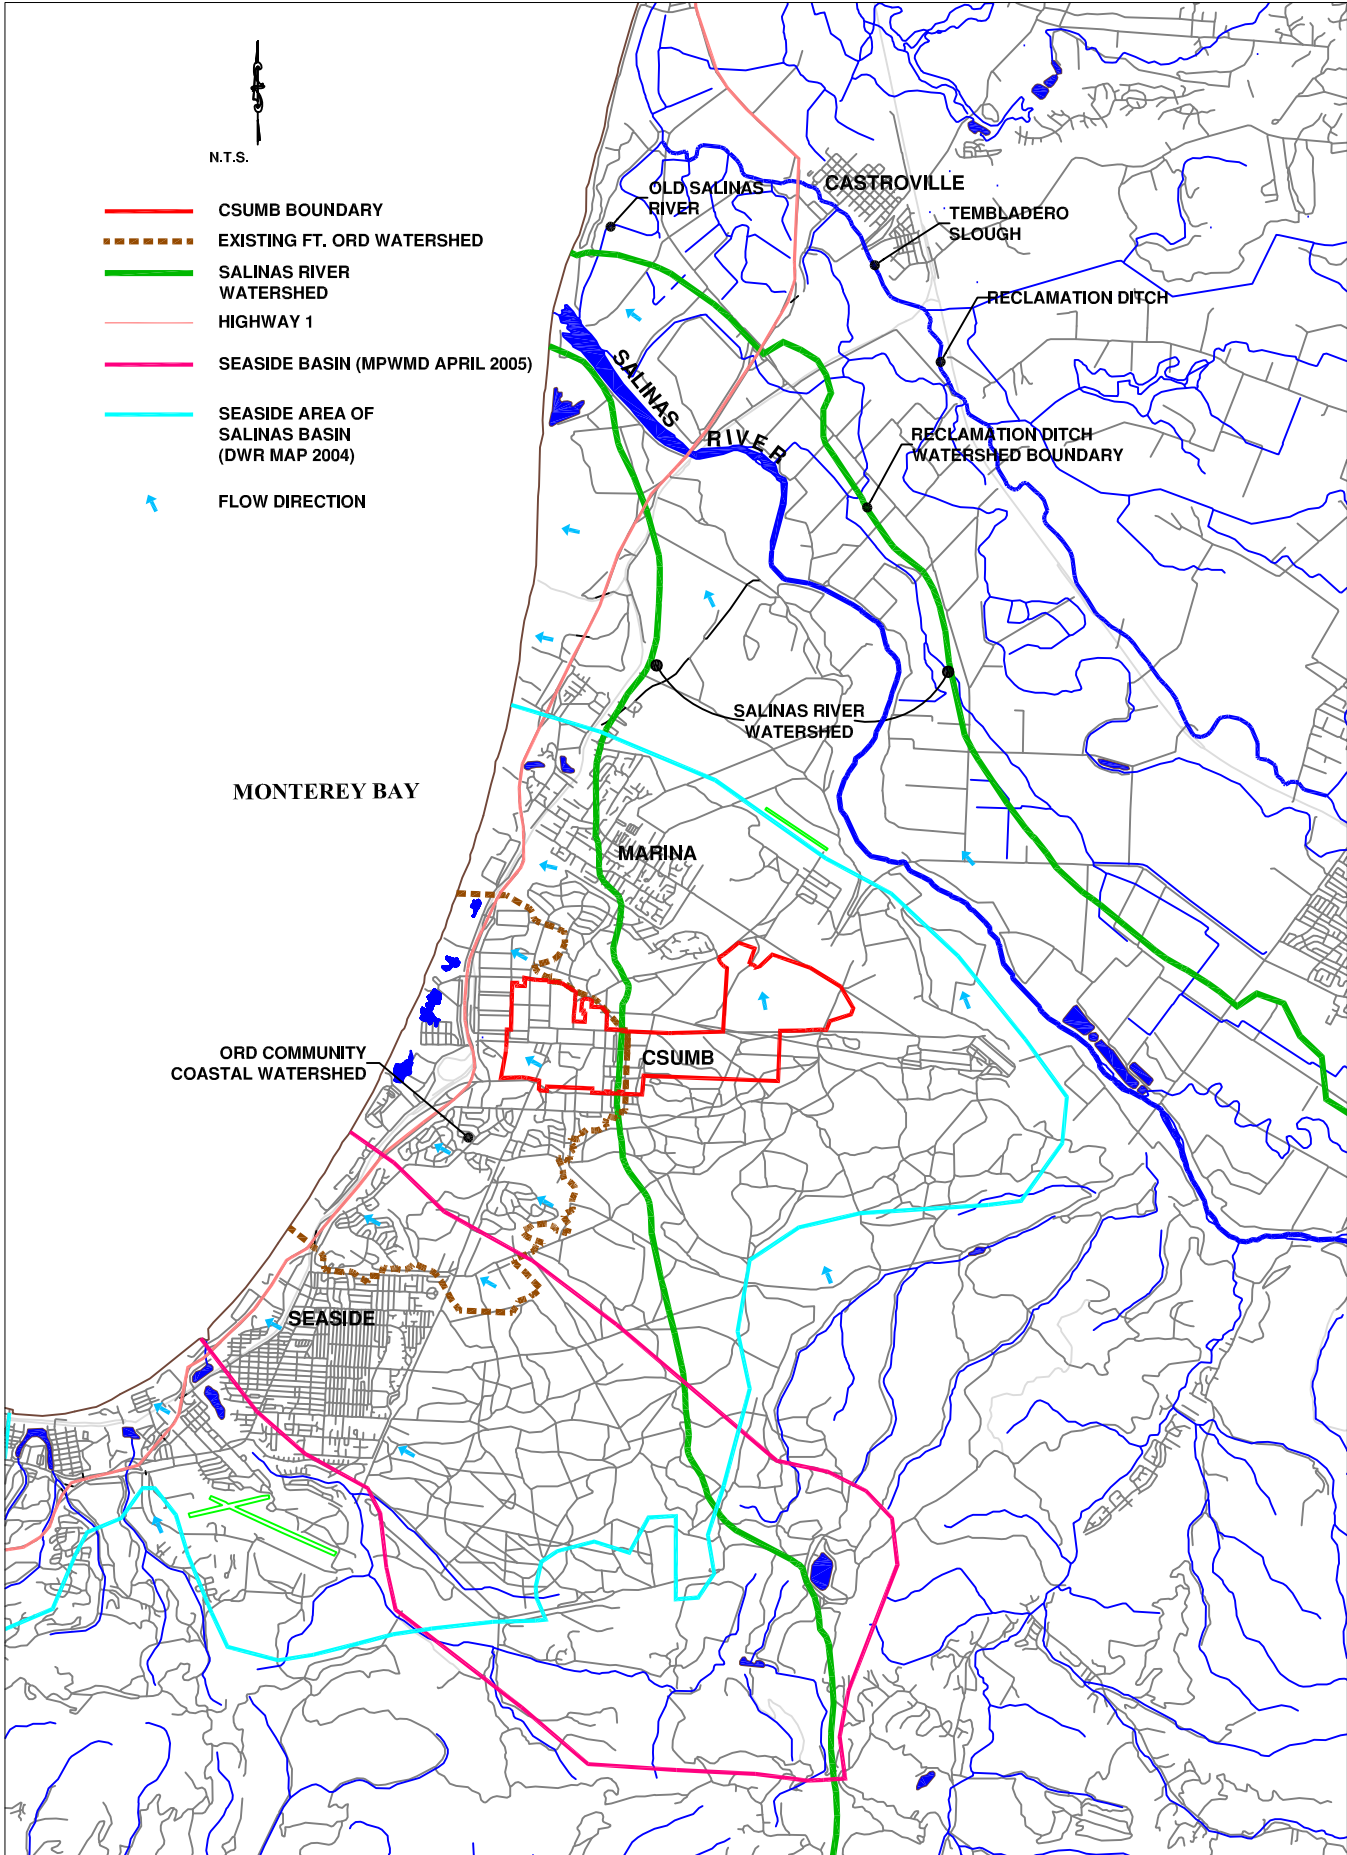 N.T.S.
CSUMB BOUNDARY
EXISTING FT. ORD WATERSHED
SALINAS RIVER
WATERSHED
HIGHWAY 1
SEASIDE BASIN (MPWMD APRIL 2005)
SEASIDE AREA OF
SALINAS BASIN
(DWR MAP 2004)
FLOW DIRECTION
OLD SALINAS
RIVER
CASTROVILLE
TEMBLADERO
SLOUGH
RECLAMATION DITCH
SALINAS
RIVER
RECLAMATION DITCH
WATERSHED BOUNDARY
SALINAS RIVER
WATERSHED
MONTEREY BAY
MARINA
CSUMB
ORD COMMUNITY
COASTAL WATERSHED
SEASIDE